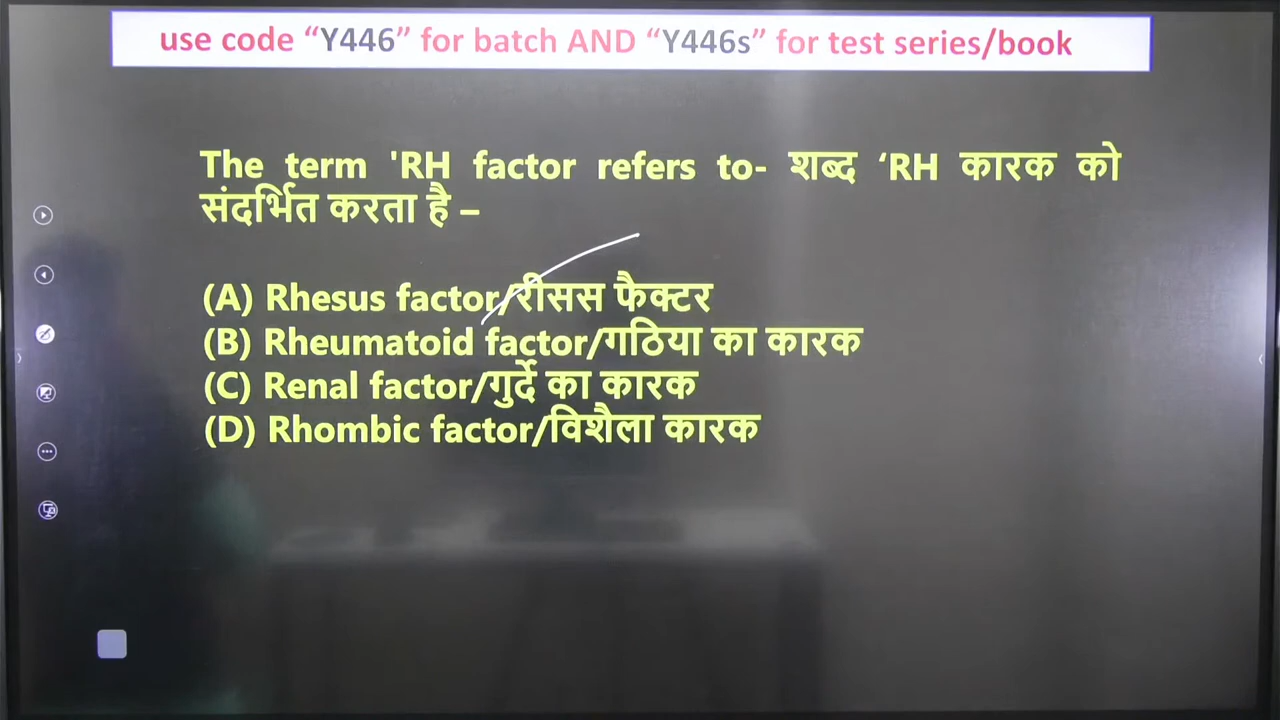 use code “Y446” for batch AND “Y446s” for test series/book
The term 'RH factor refers to- शब्द ‘RH कारक को
संदर्भित करता है –
(A) Rhesus factor/रीसस फैक्टर
(B) Rheumatoid factor/गठिया का कारक
(C) Renal factor/गुर्दे का कारक
(D) Rhombic factor/विशैला कारक